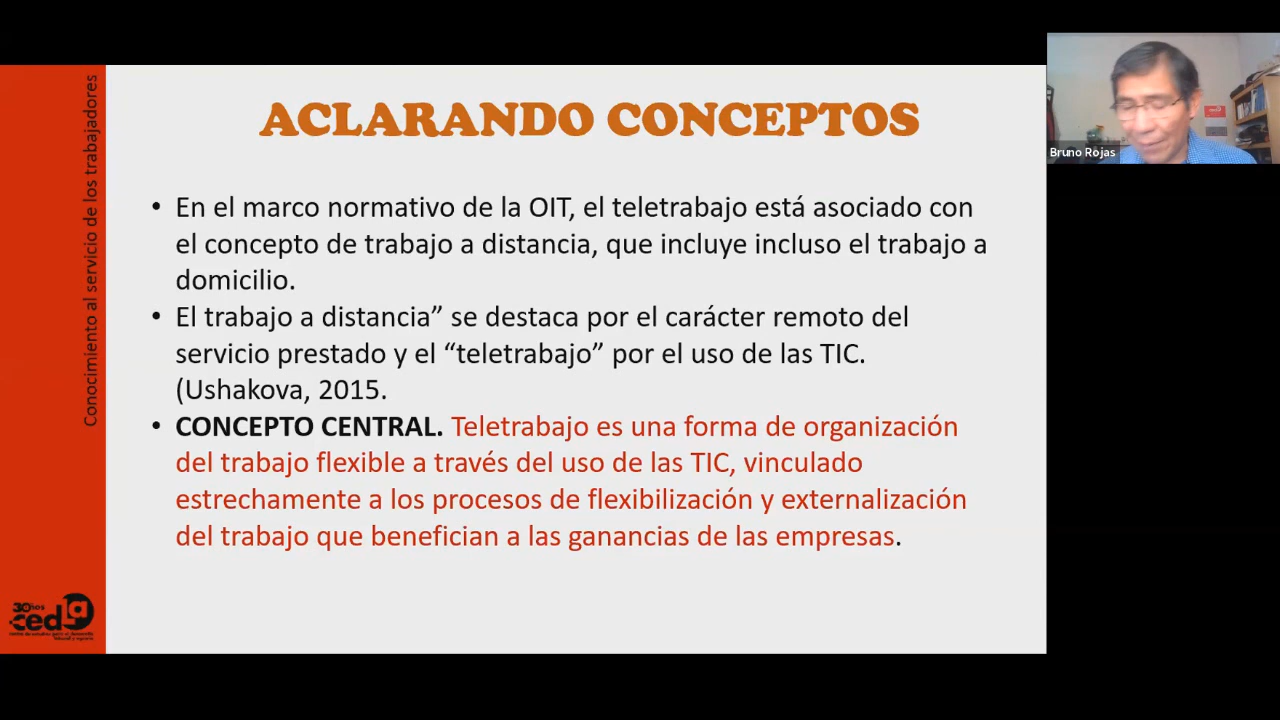 ACLARANDO CONCEPTOS
• En el marco normativo de la OIT, el teletrabajo está asociado con
el concepto de trabajo a distancia, que incluye incluso el trabajo a
domicilio.
• El trabajo a distancia” se destaca por el carácter remoto del
servicio prestado y el “teletrabajo” por el uso de las TIC.
(Ushakova, 2015.
• CONCEPTO CENTRAL. Teletrabajo es una forma de organización
del trabajo flexible a través del uso de las TIC, vinculado
estrechamente a los procesos de flexibilización y externalización
del trabajo que benefician a las ganancias de las empresas.
Conocimiento al servicio de los trabajadores
30años
cedla
Bruno Rojas